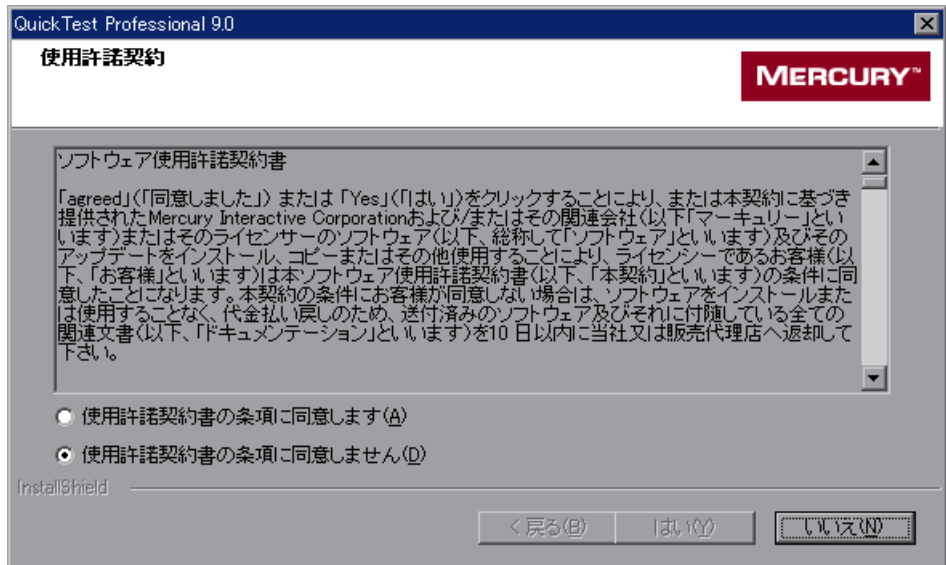 QuickTest Professional 9.0
使用許諾契約
MERCURY™
ソフトウェア使用許諾契約書
「agreed」(「同意しました」) または 「Yes」(「はい」)をクリックすることにより、または本契約に基づき
提供されたMercury Interactive Corporationおよび/またはその関連会社(以下「マーキュリー」とい
います)またはそのライセンサーのソフトウェア(以下、総称して「ソフトウェア」といいます)及びその
アップデートをインストール、コピーまたはその他使用することにより、ライセンシーであるお客様(以
下、「お客様」といいます)は本ソフトウェア使用許諾契約書(以下、「本契約」といいます)の条件に同
意したことになります。本契約の条件にお客様が同意しない場合は、ソフトウェアをインストールまた
は使用することなく、代金払い戻しのため、送付済みのソフトウェア及びそれに付随している全ての
関連文書(以下、「ドキュメンテーション」といいます)を10 日以内に当社又は販売代理店へ返却して
下さい。
使用許諾契約書の条項に同意します(A)
使用許諾契約書の条項に同意しません(D)
InstallShield
< 戻る(B)
はい(Y)
いいえ(N)